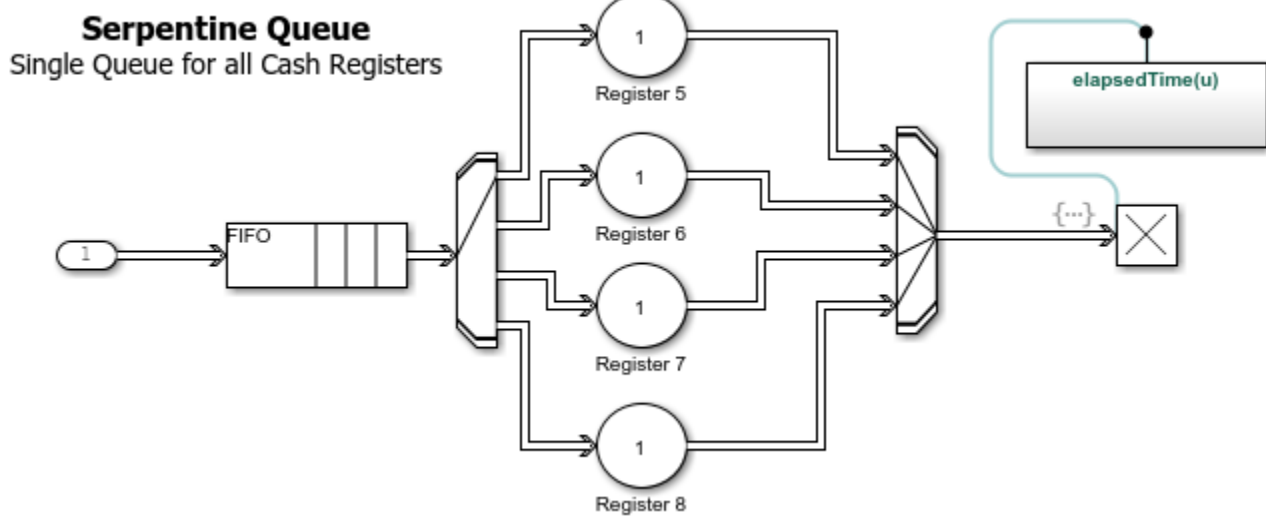 Serpentine Queue
Single Queue for all Cash Registers
1
FIFO
1
Register 5
1
Register 6
1
Register 7
1
Register 8
elapsedTime(u)
{...}